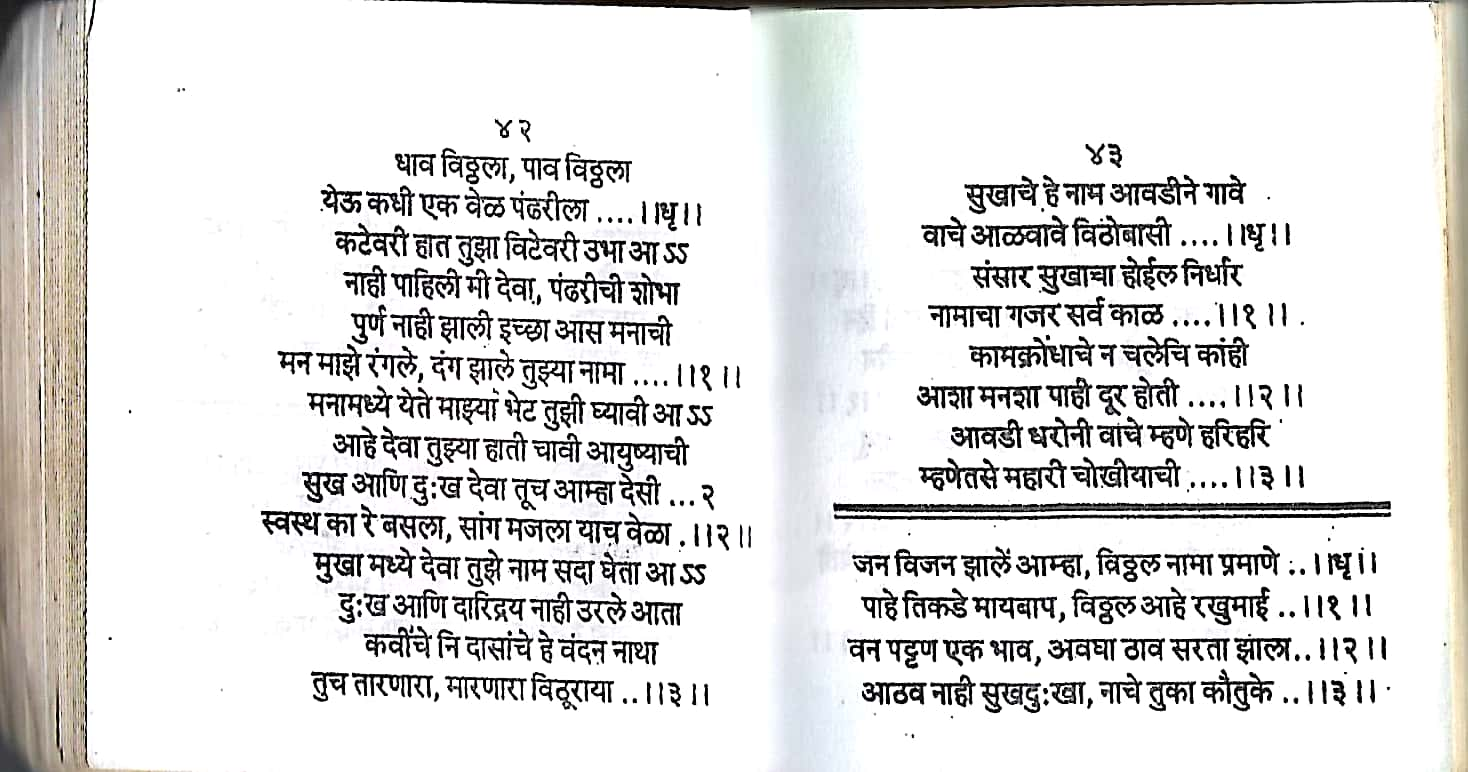 ४२
धाव विठ्ठला, पाव विठ्ठला
येऊ कधी एक वेळ पंढरीला ....।।धृ।।
कटेवरी हात तुझा विटेवरी उभा आ ऽऽ
नाही पाहिली मी देवा, पंढरीची शोभा
पुर्ण नाही झाली इच्छा आस मनाची
मन माझे रंगले, दंग झाले तुझ्या नामा ....।।१।।
मनामध्ये येते माझ्या भेट तुझी घ्यावी आ ऽऽ
आहे देवा तुझ्या हाती चावी आयुष्याची
सुख आणि दुःख देवा तूच आम्हा देसी ...२
स्वस्थ का रे बसला, सांग मजला याच वेळा .।।२।।
मुखा मध्ये देवा तुझे नाम सदा घेता आ ऽऽ
दुःख आणि दारिद्रय नाही उरले आता
कवींचे नि दासांचे हे वंदन नाथा
तुच तारणारा, मारणारा विठूराया ..।।३।।
४३
सुखाचे हे नाम आवडीने गावे
वाचे आळवावे विठोबासी ....।।धृ।।
संसार सुखाचा होईल निर्धार
नामाचा गजर सर्व काळ ....।।१।।
कामक्रोधाचे न चलेचि कांही
आशा मनशा पाही दूर होती ....।।२।।
आवडी धरोनी वाचे म्हणे हरिहरि
म्हणेतसे महारी चोखीयाची ....।।३।।
जन विजन झालें आम्हा, विठ्ठल नामा प्रमाणे ..।।धृ।।
पाहे तिकडे मायबाप, विठ्ठल आहे रखुमाई ..।।१।।
वन पट्टण एक भाव, अवघा ठाव सरता झाला..।।२।।
आठव नाही सुखदुःखा, नाचे तुका कौतुके ..।।३।।